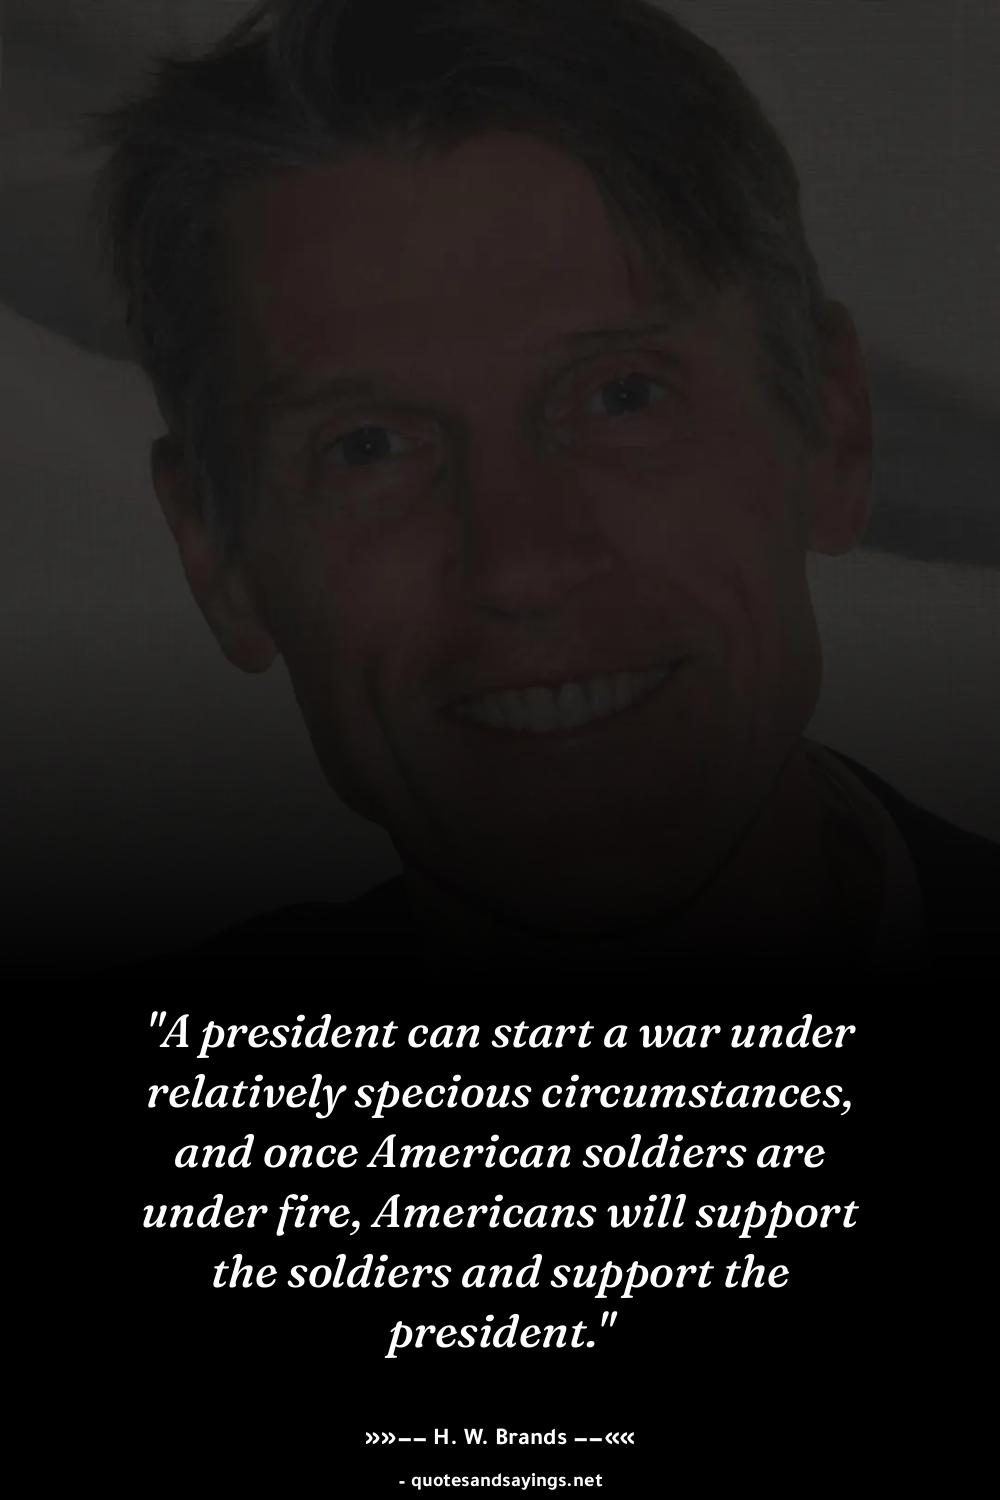 "A president can start a war under
relatively specious circumstances,
and once American soldiers are
under fire, Americans will support
the soldiers and support the
president."
»»−− H. W. Brands −−««
- quotesandsayings.net